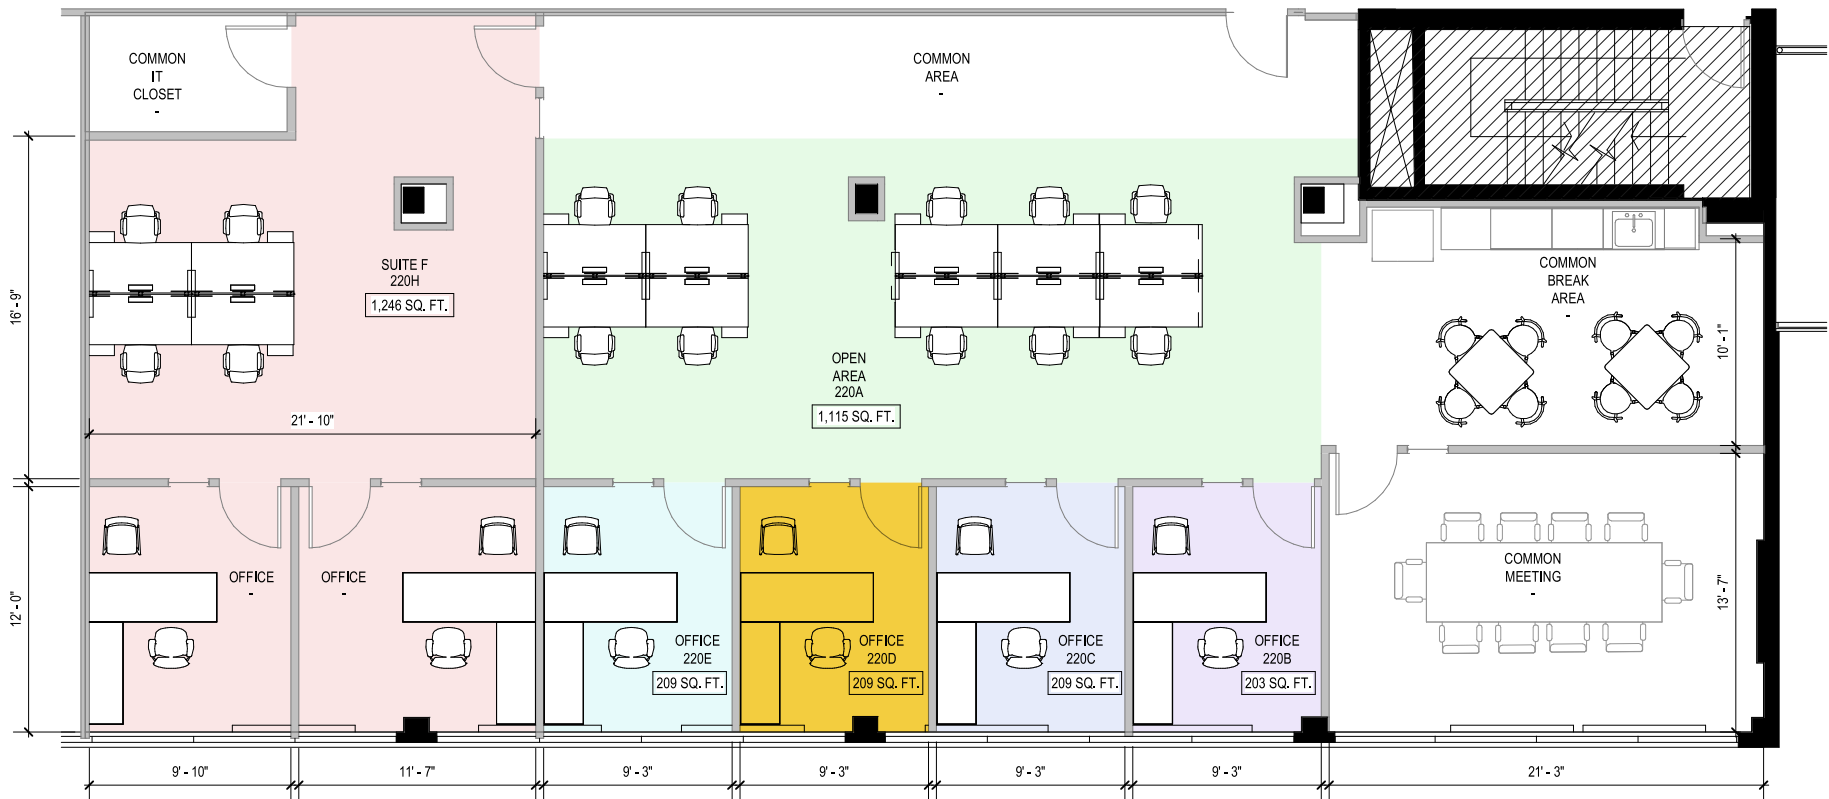 COMMON
IT
CLOSET
-
COMMON
AREA
-
SUITE F
220H
1,246 SQ. FT.
COMMON
BREAK
AREA
-
OPEN
AREA
220A
1,115 SQ. FT.
16' - 9"
10' - 1"
21' - 10"
12' - 0"
13' - 7"
OFFICE
-
OFFICE
-
OFFICE
220E
209 SQ. FT.
OFFICE
220D
209 SQ. FT.
OFFICE
220C
209 SQ. FT.
OFFICE
220B
203 SQ. FT.
COMMON
MEETING
-
9' - 10"
11' - 7"
9' - 3"
9' - 3"
9' - 3"
9' - 3"
21' - 3"